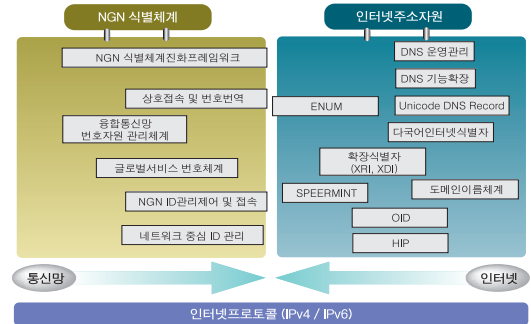 NGN 식별체계
인터넷주소자원
NGN 식별체계진화프레임워크
상호접속 및 번호번역
융합통신망
번호자원 관리체계
글로벌서비스 번호체계
NGN ID관리제어 및 접속
네트워크 중심 ID 관리
DNS 운영관리
DNS 기능확장
ENUM
Unicode DNS Record
다국어인터넷식별자
확장식별자
(XRI, XDI)
SPEERMINT
도메인이름체계
OID
HIP
통신망
인터넷
인터넷프로토콜 (IPv4 / IPv6)